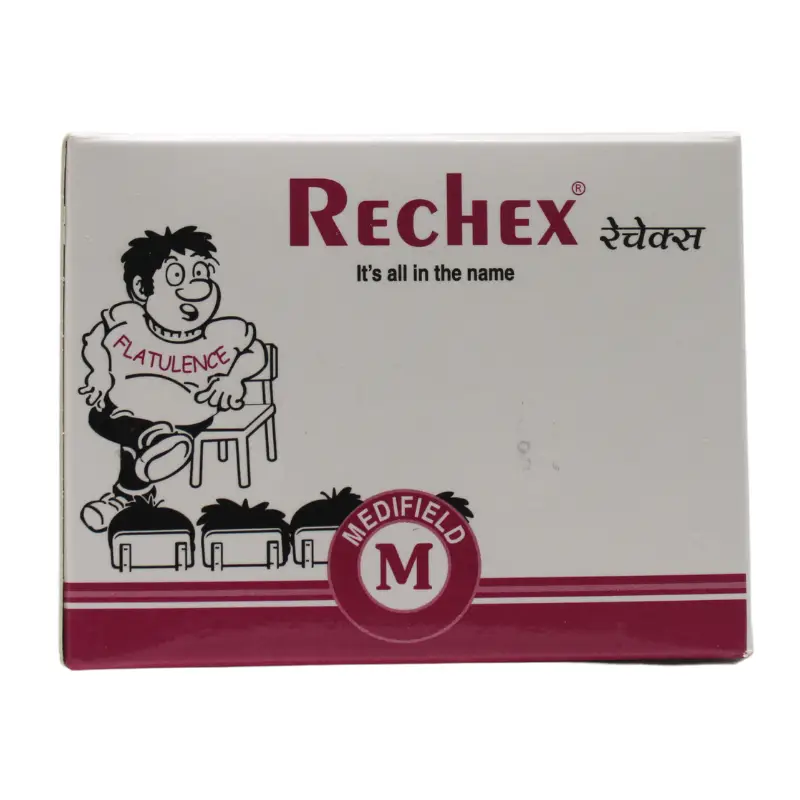 RECHEX® रेचेक्स
It's all in the name
FLATULENCE
MEDIFIELD
M